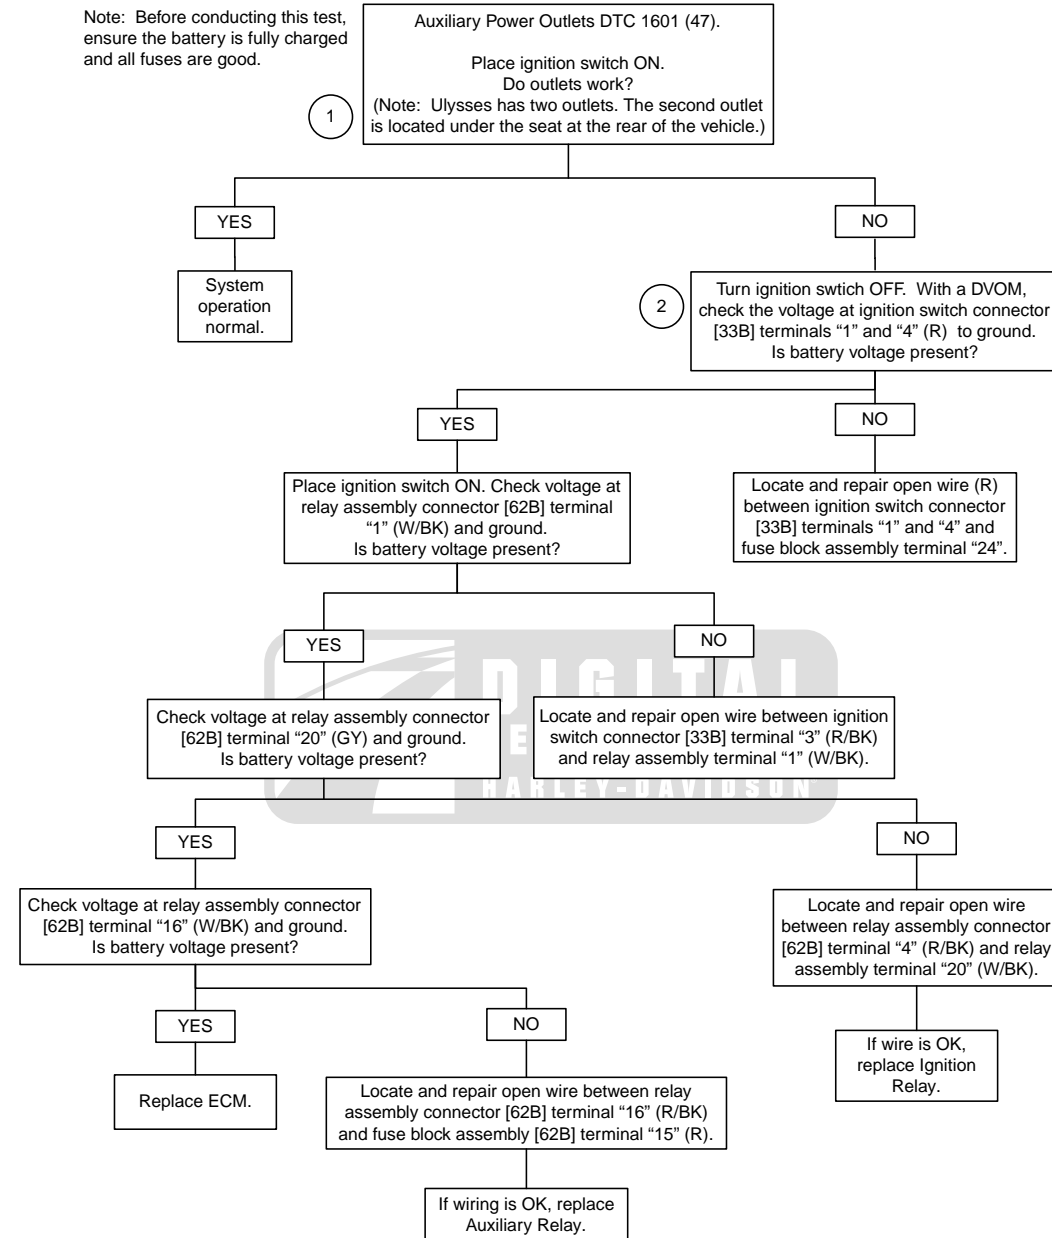 Note: Before conducting this test,
ensure the battery is fully charged
and all fuses are good.
Auxiliary Power Outlets DTC 1601 (47).
Place ignition switch ON.
Do outlets work?
(Note: Ulysses has two outlets. The second outlet
is located under the seat at the rear of the vehicle.)
1
YES
NO
System
operation
normal.
2
Turn ignition swtich OFF. With a DVOM,
check the voltage at ignition switch connector
[33B] terminals “1” and “4” (R) to ground.
Is battery voltage present?
YES
NO
Place ignition switch ON. Check voltage at
relay assembly connector [62B] terminal
“1” (W/BK) and ground.
Is battery voltage present?
Locate and repair open wire (R)
between ignition switch connector
[33B] terminals “1” and “4” and
fuse block assembly terminal “24”.
YES
NO
DIGITAL
HARLEY-DAVIDSON
Check voltage at relay assembly connector
[62B] terminal “20” (GY) and ground.
Is battery voltage present?
Locate and repair open wire between ignition
switch connector [33B] terminal “3” (R/BK)
and relay assembly terminal “1” (W/BK).
YES
NO
Check voltage at relay assembly connector
[62B] terminal “16” (W/BK) and ground.
Is battery voltage present?
Locate and repair open wire
between relay assembly connector
[62B] terminal “4” (R/BK) and relay
assembly terminal “20” (W/BK).
YES
NO
If wire is OK,
replace Ignition
Relay.
Replace ECM.
Locate and repair open wire between relay
assembly connector [62B] terminal “16” (R/BK)
and fuse block assembly [62B] terminal “15” (R).
If wiring is OK, replace
Auxiliary Relay.